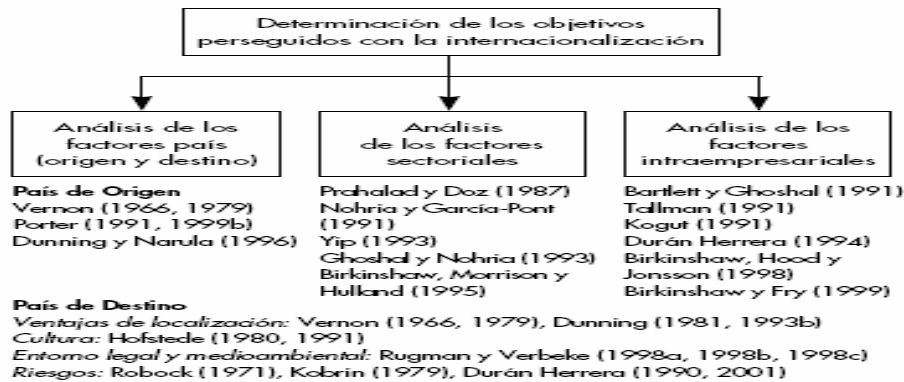 Determinación de los objetivos
perseguidos con la internacionalización
Análisis de los
factores país
(origen y destino)
Análisis
de los factores
sectoriales
Análisis de los
factores
intraempresariales
País de Origen
Vernon (1966, 1979)
Porter (1991, 1999b)
Dunning y Narula (1996)
Prahalad y Doz (1987)
Nohria y García-Pont
(1991)
Yip (1993)
Ghoshal y Nohria (1993)
Birkinshaw, Morrison y
Hulland (1995)
Bartlett y Ghoshal (1991)
Tallman (1991)
Kogut (1991)
Durán Herrera (1994)
Birkinshaw, Hood y
Jonsson (1998)
Birkinshaw y Fry (1999)
País de Destino
Ventajas de localización: Vernon (1966, 1979), Dunning (1981, 1993b)
Cultura: Hofstede (1980, 1991)
Entorno legal y medioambiental: Rugman y Verbeke (1998a, 1998b, 1998c)
Riesgos: Robock (1971), Kobrin (1979), Durán Herrera (1990, 2001)